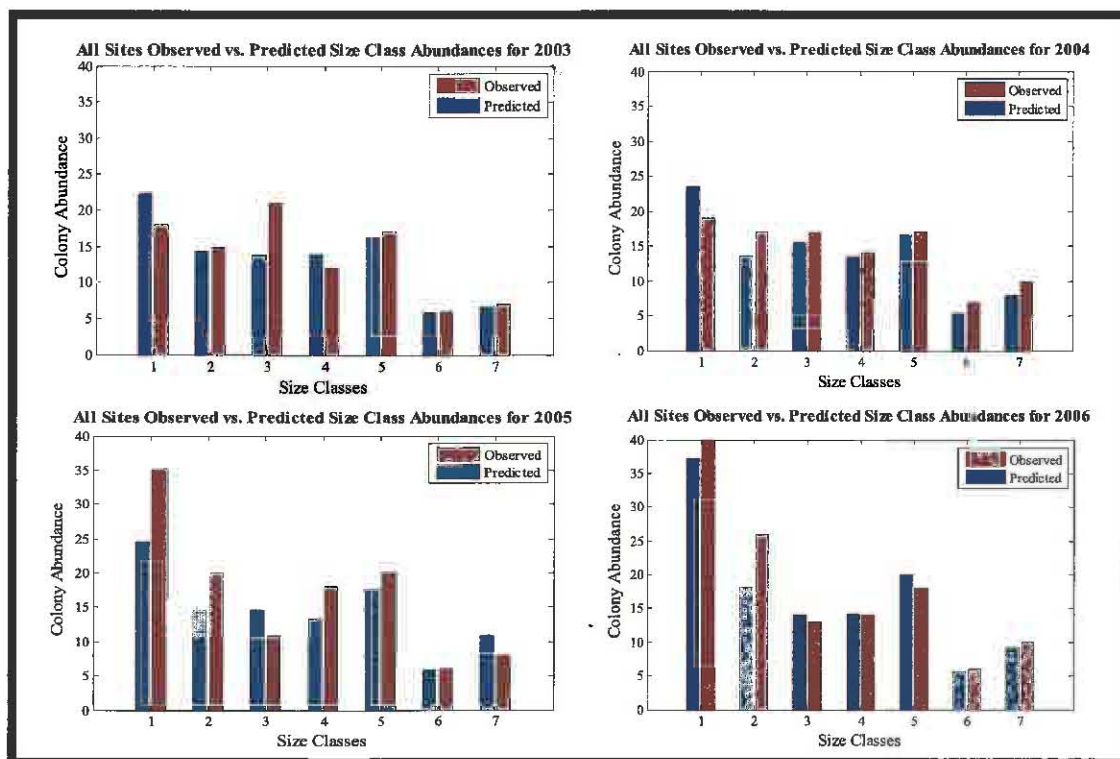 All Sites Observed vs. Predicted Size Class Abundances for 2003
40
35
30
25
20
15
10
5
0
Colony Abundance
Observed
Predicted
1 2 3 4 5 6 7
Size Classes
All Sites Observed vs. Predicted Size Class Abundances for 2004
40
35
30
25
20
15
10
5
0
Colony Abundance
Observed
Predicted
1 2 3 4 5 6 7
Size Classes
All Sites Observed vs. Predicted Size Class Abundances for 2005
40
35
30
25
20
15
10
5
0
Colony Abundance
Observed
Predicted
1 2 3 4 5 6 7
Size Classes
All Sites Observed vs. Predicted Size Class Abundances for 2006
40
35
30
25
20
15
10
5
0
Colony Abundance
Observed
Predicted
1 2 3 4 5 6 7
Size Classes